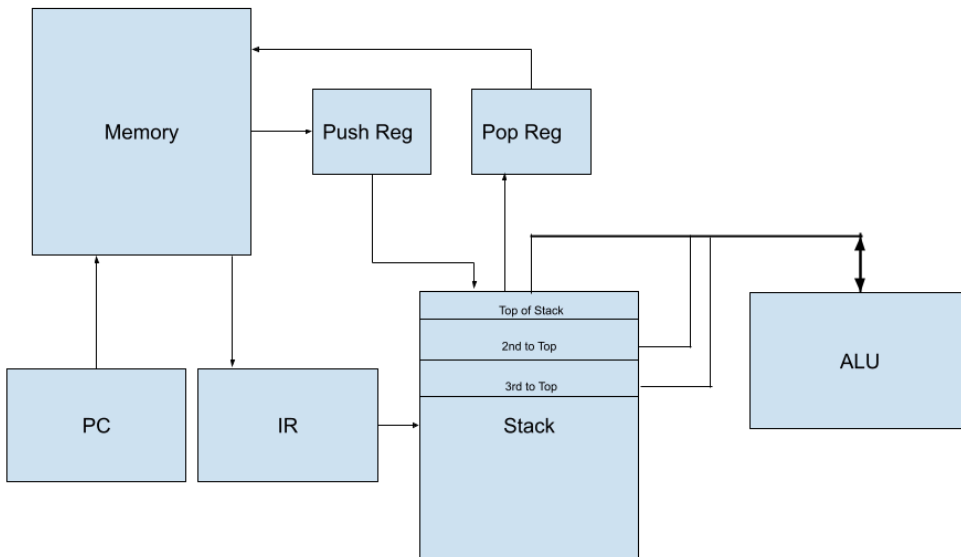 Memory
Push Reg
Pop Reg
Top of Stack
2nd to Top
3rd to Top
Stack
ALU
PC
IR